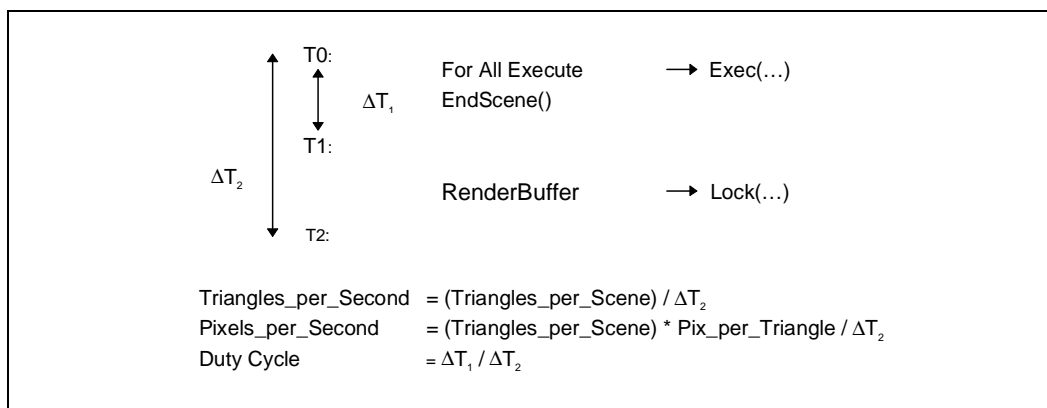 T0:
For All Execute → Exec(…)
ΔT₁ EndScene()
T1:
ΔT₂
RenderBuffer → Lock(…)
T2:
Triangles_per_Second = (Triangles_per_Scene) / ΔT₂
Pixels_per_Second = (Triangles_per_Scene) * Pix_per_Triangle / ΔT₂
Duty Cycle = ΔT₁ / ΔT₂